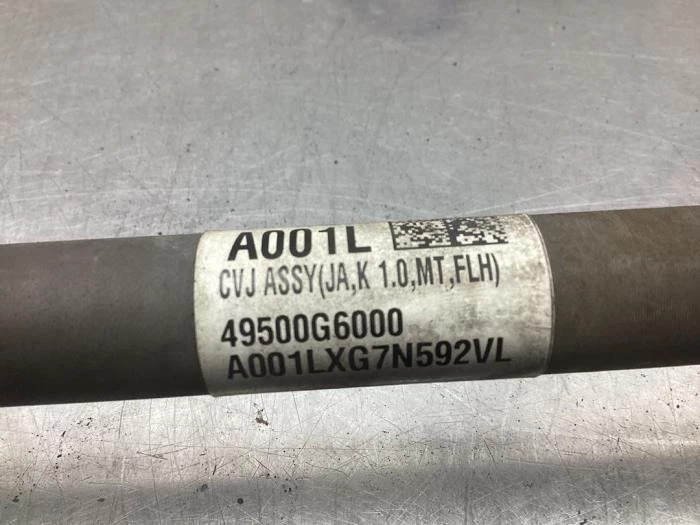 A001L
CVJ ASSY(JA,K 1.0,MT,FLH)
49500G6000
A001LXG7N592VL